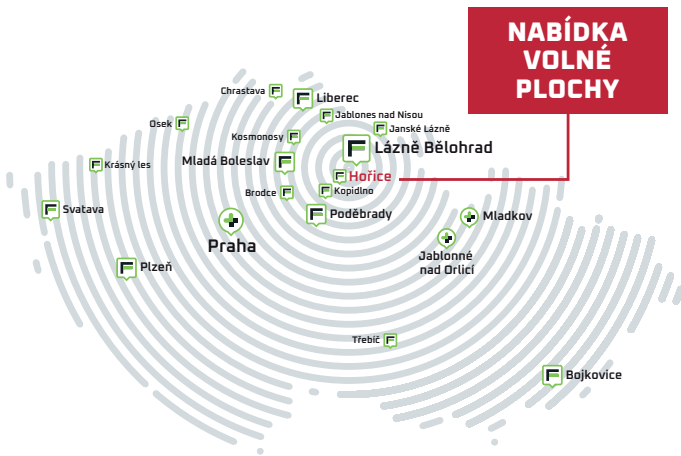 NABÍDKA
VOLNÉ
PLOCHY
Chrastava
Liberec
Jablones nad Nisou
Osek
Janské Lázně
Kosmonosy
Lázně Bělohrad
Mladá Boleslav
Krásný les
Hořice
Brodce
Kopidlno
Svatava
Poděbrady
Mladkov
Praha
Jablonné
nad Orlicí
Plzeň
Třebíč
Bojkovice